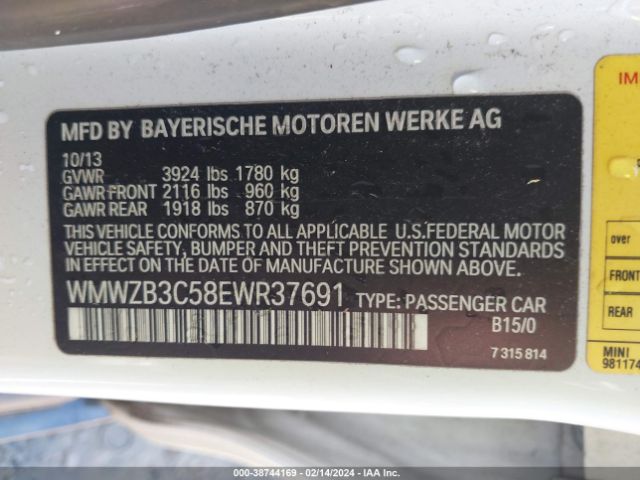 MFD BY BAYERISCHE MOTOREN WERKE AG
10/13
GVWR 3924 lbs 1780 kg
GAWR FRONT 2116 lbs 960 kg
GAWR REAR 1918 lbs 870 kg
THIS VEHICLE CONFORMS TO ALL APPLICABLE U.S.FEDERAL MOTOR
VEHICLE SAFETY, BUMPER AND THEFT PREVENTION STANDARDS
IN EFFECT ON THE DATE OF MANUFACTURE SHOWN ABOVE
WMWZB3C58EWR37691 TYPE: PASSENGER CAR
B15/0
7 315 814
IM
over
FRONT
REAR
MINI
981174
000-38744169 - 02/14/2024 - IAA Inc.